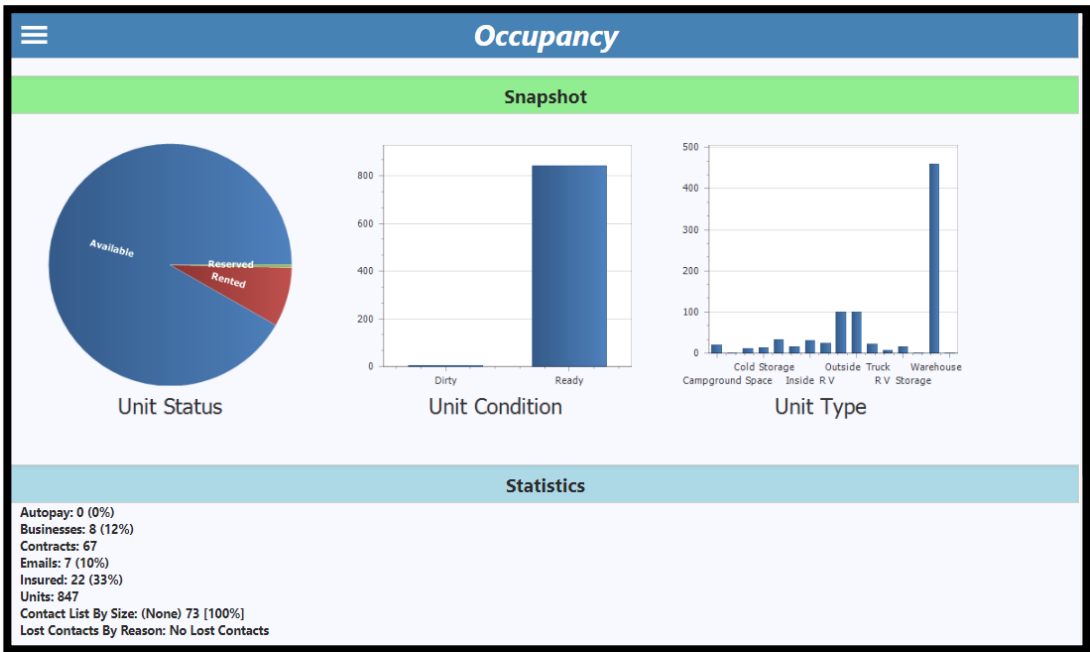 Occupancy
Snapshot
Available
Reserved
Rented
Unit Status
800
600
400
200
0
Dirty Ready
Unit Condition
500
400
300
200
100
0
Cold Storage Outside Truck Warehouse
Campground Space Inside R V R V Storage
Unit Type
Statistics
Autopay: 0 (0%)
Businesses: 8 (12%)
Contracts: 67
Emails: 7 (10%)
Insured: 22 (33%)
Units: 847
Contact List By Size: (None) 73 [100%]
Lost Contacts By Reason: No Lost Contacts